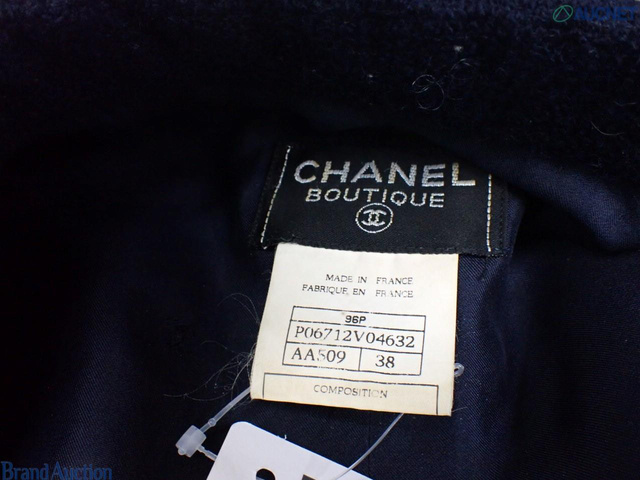 CHANEL
BOUTIQUE
MADE IN FRANCE
FABRIQUE EN FRANCE
96P
P06712V04632
AA509 38
COMPOSITION
Brand Auction